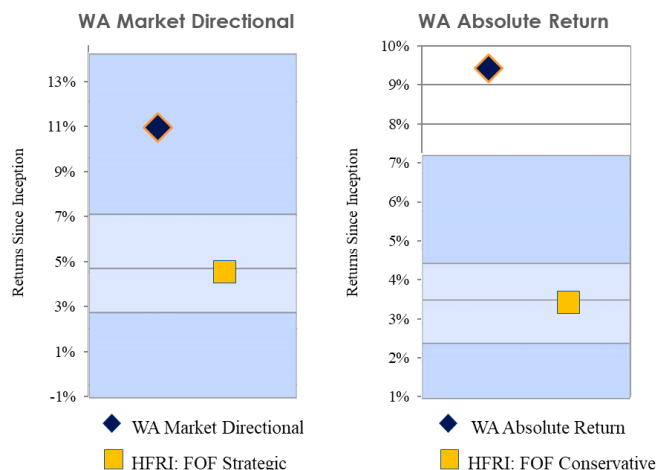 WA Market Directional
Returns Since Inception
13%
11%
9%
7%
5%
3%
1%
-1%
WA Market Directional
HFRI: FOF Strategic
WA Absolute Return
Returns Since Inception
10%
9%
8%
7%
6%
5%
4%
3%
2%
1%
WA Absolute Return
HFRI: FOF Conservative